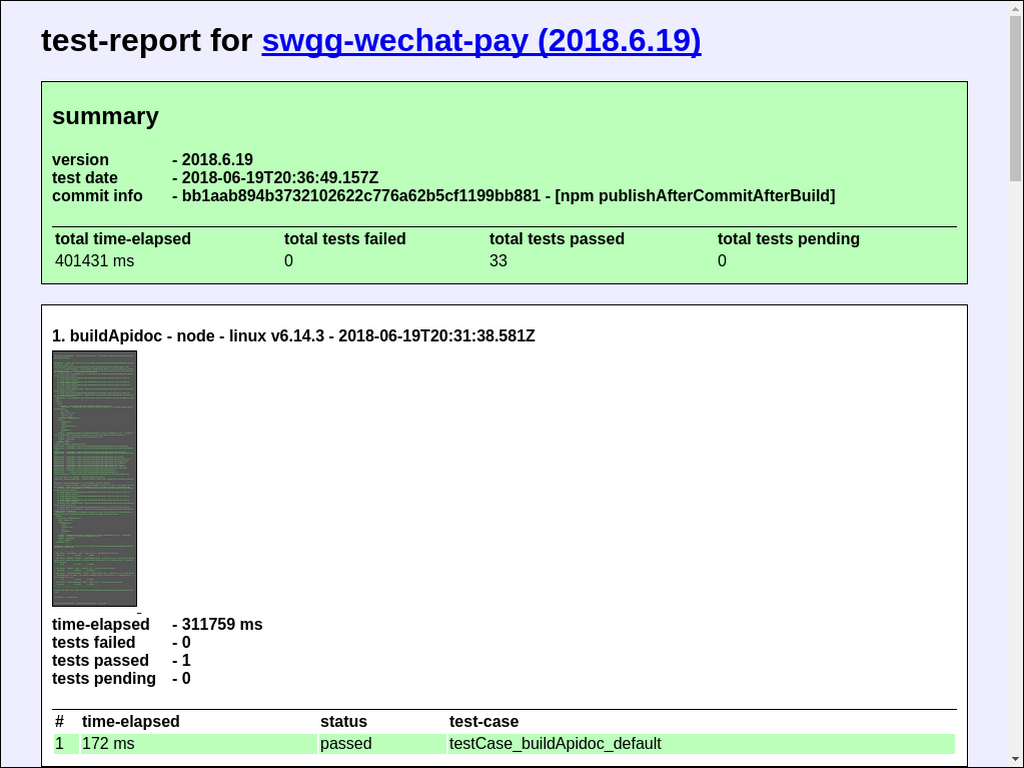 test-report for swgg-wechat-pay (2018.6.19)
summary
version - 2018.6.19
test date - 2018-06-19T20:36:49.157Z
commit info - bb1aab894b3732102622c776a62b5cf1199bb881 - [npm publishAfterCommitAfterBuild]
total time-elapsed total tests failed total tests passed total tests pending
401431 ms 0 33 0
1. buildApidoc - node - linux v6.14.3 - 2018-06-19T20:31:38.581Z
time-elapsed - 311759 ms
tests failed - 0
tests passed - 1
tests pending - 0
# time-elapsed status test-case
1 172 ms passed testCase_buildApidoc_default